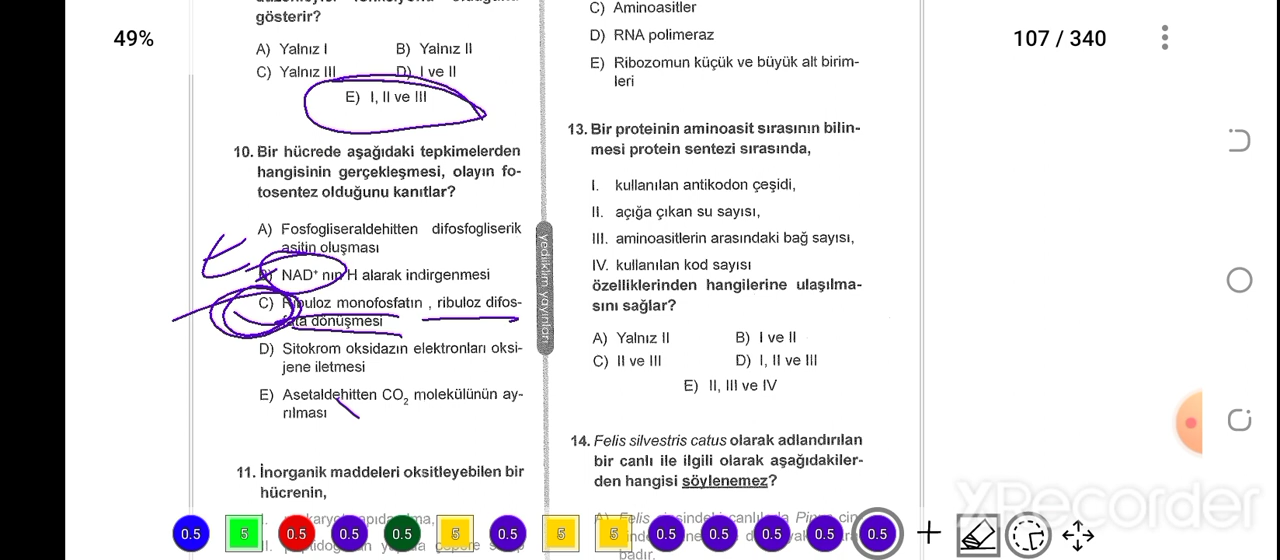 49%
107 / 340
gösterir?
A) Yalnız I B) Yalnız II
C) Yalnız III D) I ve II
E) I, II ve III
10. Bir hücrede aşağıdaki tepkimelerden
hangisinin gerçekleşmesi, olayın fo-
tosentez olduğunu kanıtlar?
A) Fosfogliseraldehitten difosfogliserik
asitin oluşması
B) NAD⁺ nın H alarak indirgenmesi
C) Ribuloz monofosfatın , ribuloz difos-
fata dönüşmesi
D) Sitokrom oksidazın elektronları oksi-
jene iletmesi
E) Asetaldehitten CO₂ molekülünün ay-
rılması
11. İnorganik maddeleri oksitleyebilen bir
hücrenin,
yediiklim yayınları
C) Aminoasitler
D) RNA polimeraz
E) Ribozomun küçük ve büyük alt birim-
leri
13. Bir proteinin aminoasit sırasının bilin-
mesi protein sentezi sırasında,
I. kullanılan antikodon çeşidi,
II. açığa çıkan su sayısı,
III. aminoasitlerin arasındaki bağ sayısı,
IV. kullanılan kod sayısı
özelliklerinden hangilerine ulaşılma-
sını sağlar?
A) Yalnız II B) I ve II
C) II ve III D) I, II ve III
E) II, III ve IV
14. Felis silvestris catus olarak adlandırılan
bir canlı ile ilgili olarak aşağıdakiler-
den hangisi söylenemez?
A) Felis
0.5 5 0.5 0.5 0.5 5 0.5 5 5 0.5 0.5 0.5 0.5 0.5
XRecorder